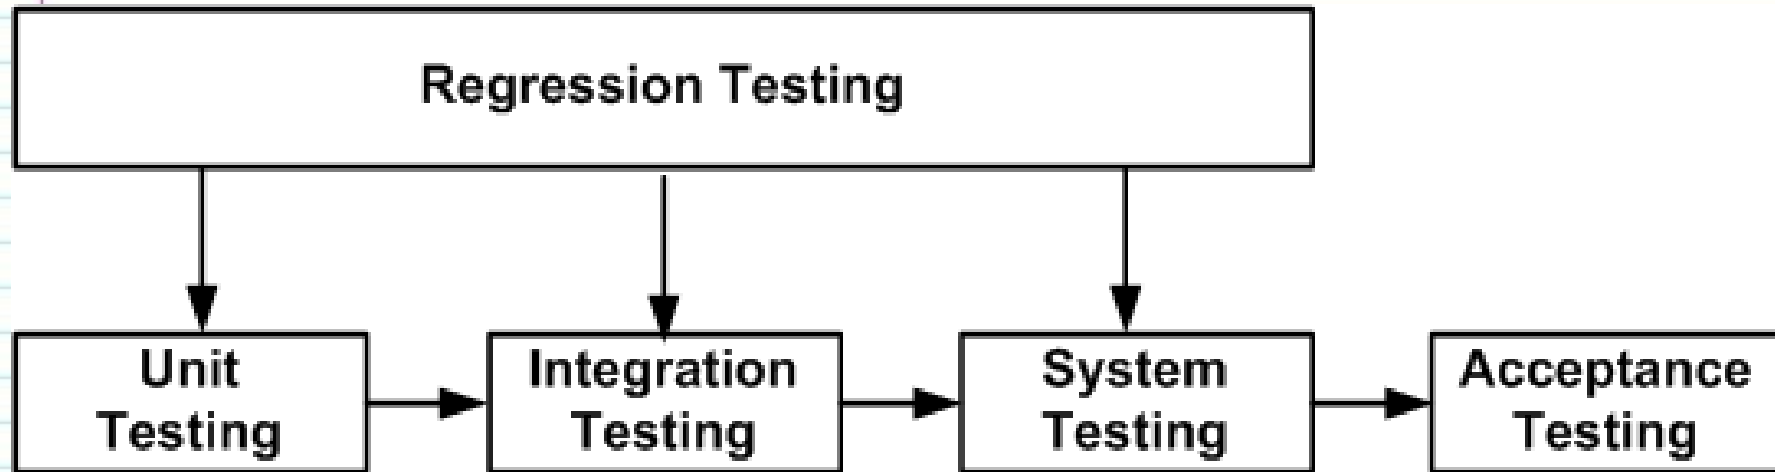 Regression Testing
Unit
Testing
Integration
Testing
System
Testing
Acceptance
Testing